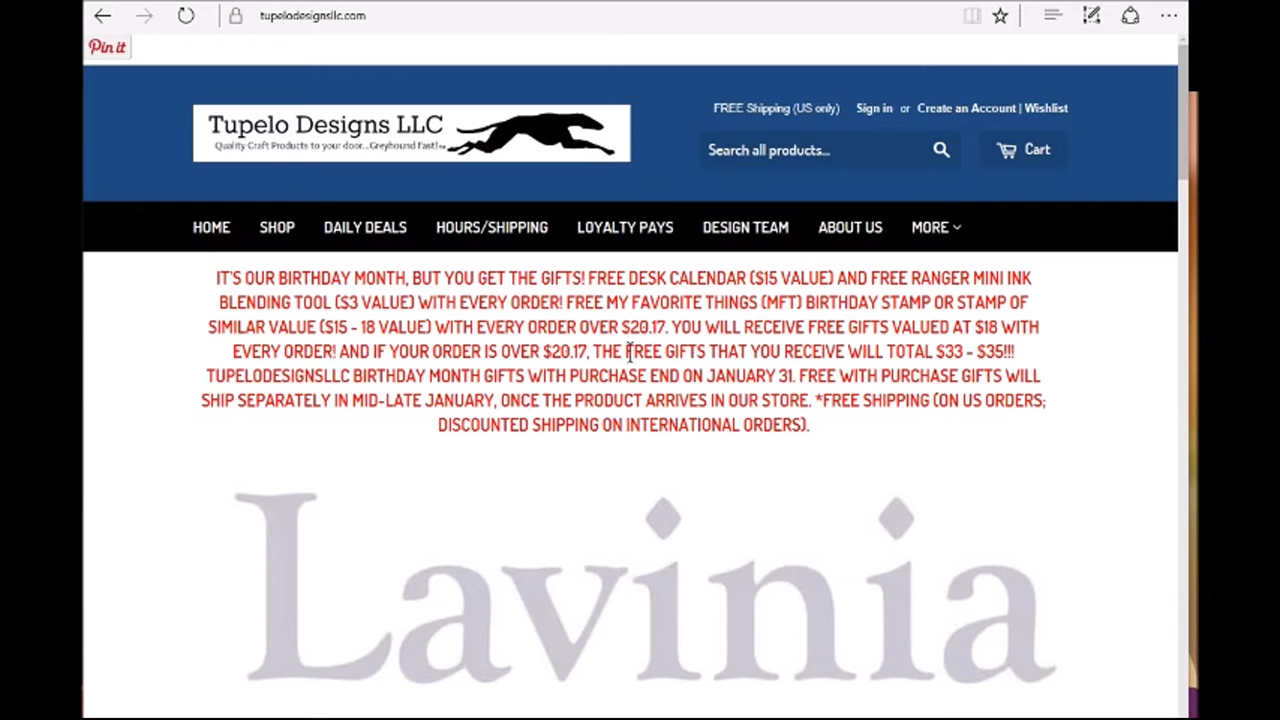 tupelodesignsllc.com
Pin it
Tupelo Designs LLC
Quality Craft Products to your door...Greyhound Fast!
FREE Shipping (US only) Sign in or Create an Account | Wishlist
Search all products...
Cart
HOME SHOP DAILY DEALS HOURS/SHIPPING LOYALTY PAYS DESIGN TEAM ABOUT US MORE
IT'S OUR BIRTHDAY MONTH, BUT YOU GET THE GIFTS! FREE DESK CALENDAR ($15 VALUE) AND FREE RANGER MINI INK
BLENDING TOOL ($3 VALUE) WITH EVERY ORDER! FREE MY FAVORITE THINGS (MFT) BIRTHDAY STAMP OR STAMP OF
SIMILAR VALUE ($15 - 18 VALUE) WITH EVERY ORDER OVER $20.17. YOU WILL RECEIVE FREE GIFTS VALUED AT $18 WITH
EVERY ORDER! AND IF YOUR ORDER IS OVER $20.17, THE FREE GIFTS THAT YOU RECEIVE WILL TOTAL $33 - $35!!!
TUPELODESIGNSLLC BIRTHDAY MONTH GIFTS WITH PURCHASE END ON JANUARY 31. FREE WITH PURCHASE GIFTS WILL
SHIP SEPARATELY IN MID-LATE JANUARY, ONCE THE PRODUCT ARRIVES IN OUR STORE. *FREE SHIPPING (ON US ORDERS;
DISCOUNTED SHIPPING ON INTERNATIONAL ORDERS).
Lavinia